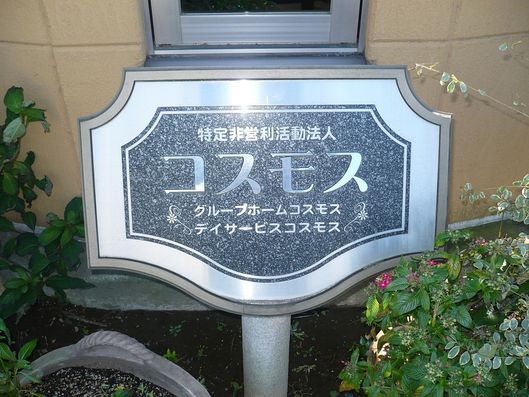 特定非営利活動法人
コスモス
グループホームコスモス
デイサービスコスモス